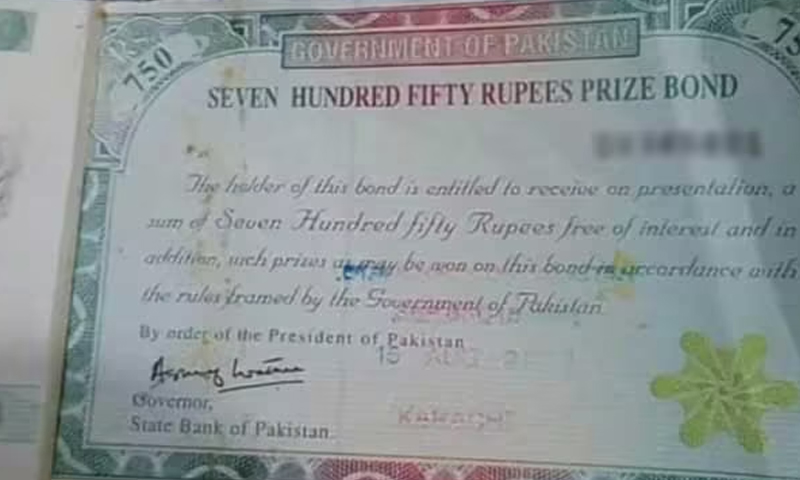 750
75
GOVERNMENT OF PAKISTAN
SEVEN HUNDRED FIFTY RUPEES PRIZE BOND
The holder of this bond is entitled to receive on presentation, a
sum of Seven Hundred fifty Rupees free of interest and in
addition, such prizes as may be won on this bond in accordance with
the rules framed by the Government of Pakistan
By order of the President of Pakistan
15
Governor,
KARACHI
State Bank of Pakistan